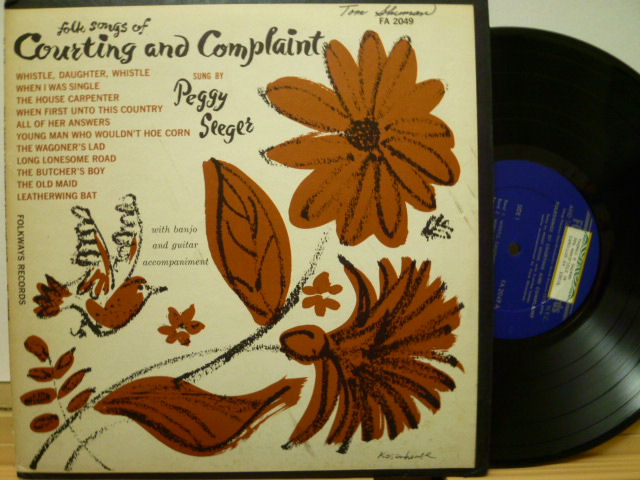 Tom Shuman
FA 2049
folk songs of
Courting and Complaint
SUNG BY
Peggy
Seeger
WHISTLE, DAUGHTER, WHISTLE
WHEN I WAS SINGLE
THE HOUSE CARPENTER
WHEN FIRST UNTO THIS COUNTRY
ALL OF HER ANSWERS
YOUNG MAN WHO WOULDN'T HOE CORN
THE WAGONER'S LAD
LONG LONESOME ROAD
THE BUTCHER'S BOY
THE OLD MAID
LEATHERWING BAT
with banjo
and guitar
accompaniment
FOLKWAYS RECORDS